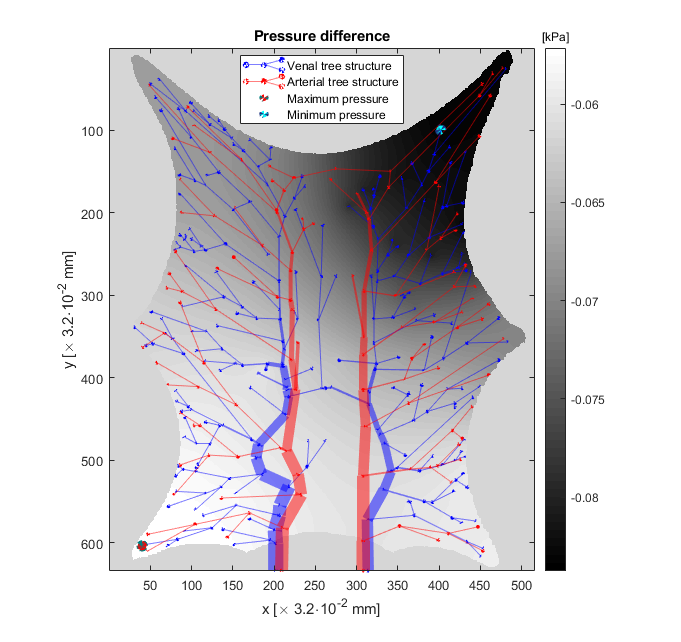 Pressure difference
[kPa]
Venal tree structure
Arterial tree structure
Maximum pressure
Minimum pressure
100
200
300
400
500
600
y [× 3.2·10-2 mm]
50
100
150
200
250
300
350
400
450
500
x [× 3.2·10-2 mm]
-0.06
-0.065
-0.07
-0.075
-0.08